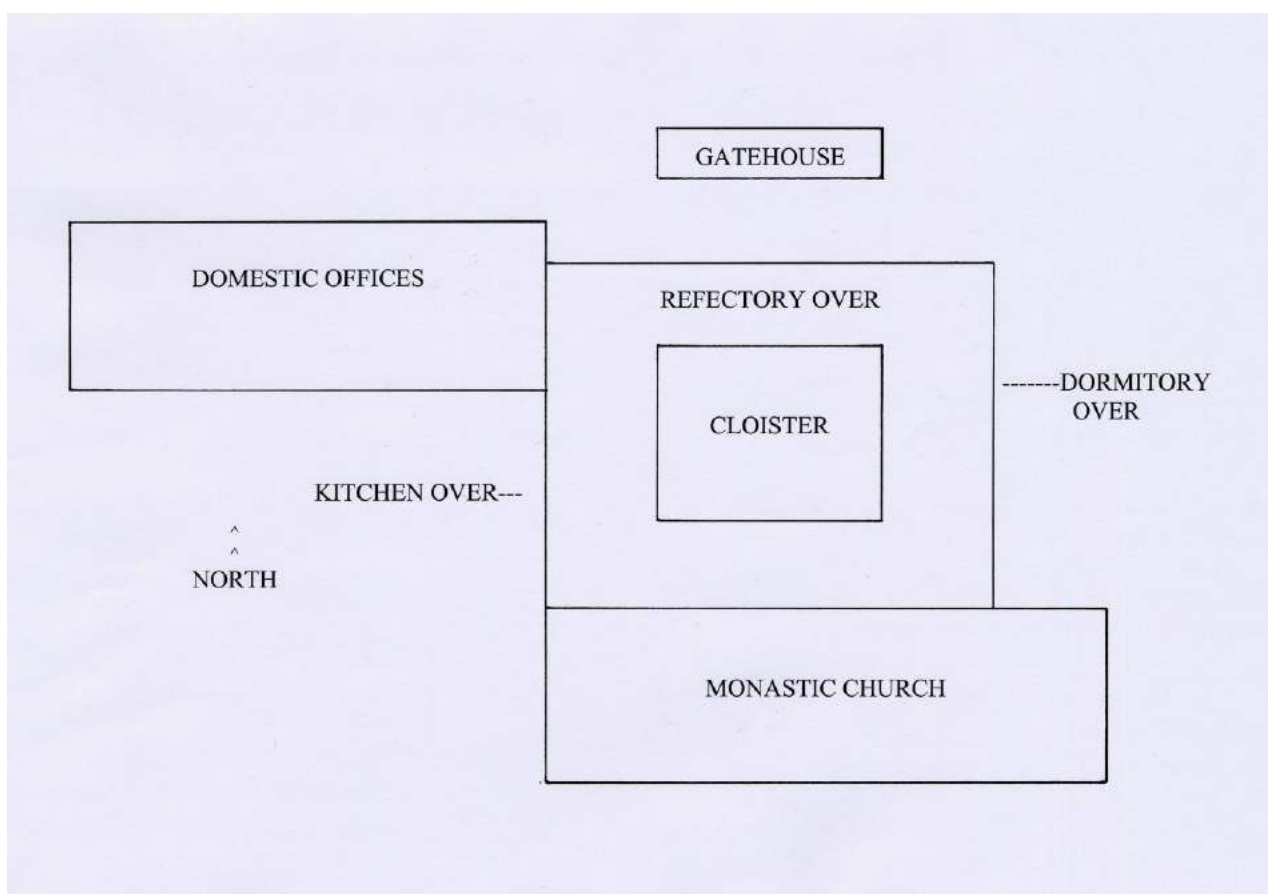 GATEHOUSE
DOMESTIC OFFICES
REFECTORY OVER
-------DORMITORY
OVER
CLOISTER
KITCHEN OVER---
^
^
NORTH
MONASTIC CHURCH